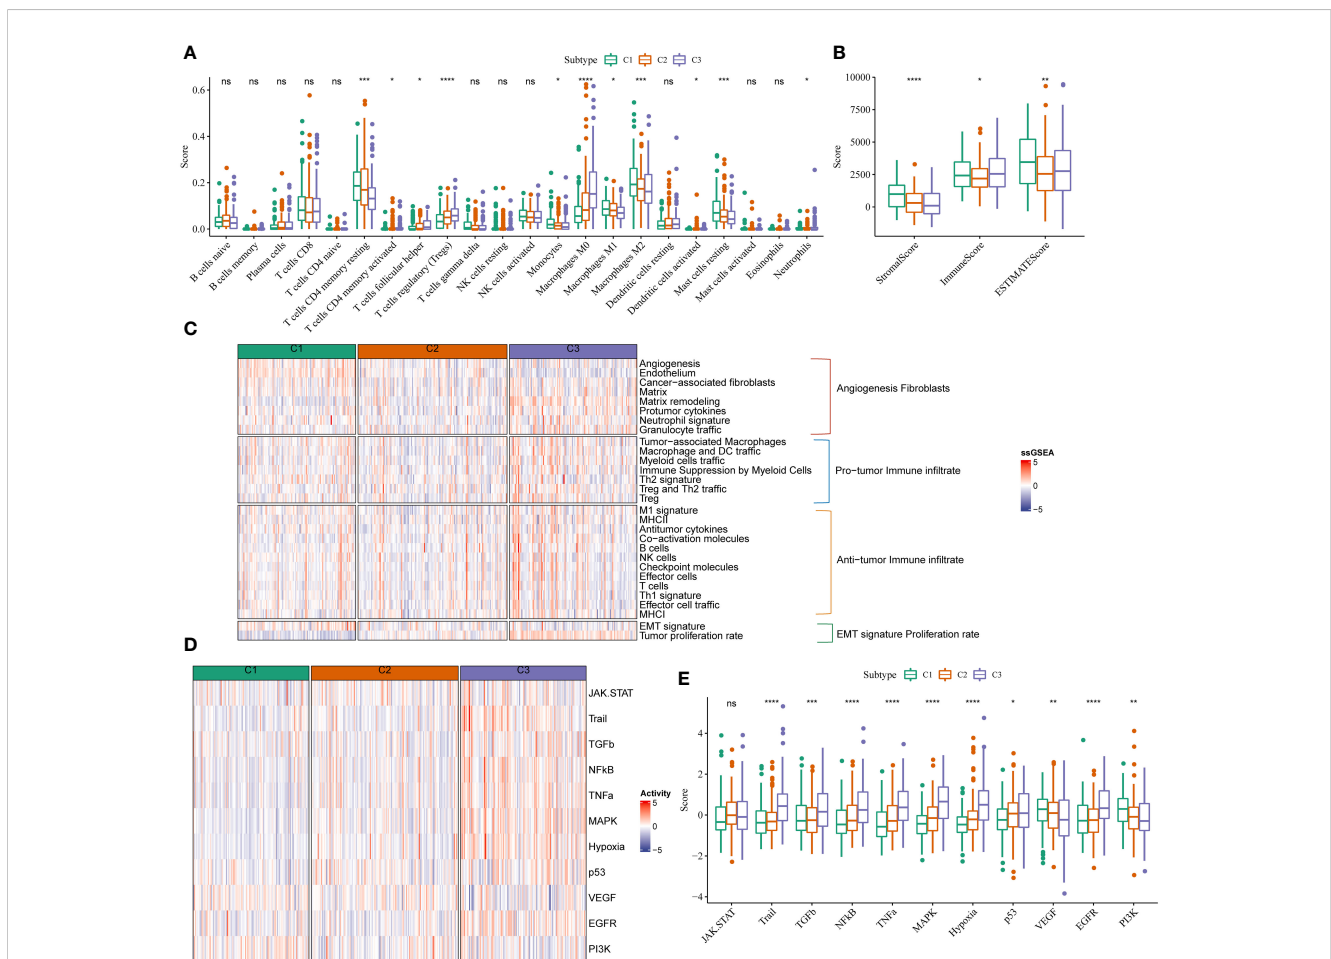 A
Subtype C1 C2 C3
ns ns ns ns ns *** * * **** ns ns ns * **** * *** ns * *** ns ns *
Score
0.6
0.4
0.2
0.0
B cells naive
B cells memory
Plasma cells
T cells CD8
T cells CD4 naive
T cells CD4 memory resting
T cells CD4 memory activated
T cells follicular helper
T cells regulatory (Tregs)
T cells gamma delta
NK cells resting
NK cells activated
Monocytes
Macrophages M0
Macrophages M1
Macrophages M2
Dendritic cells resting
Dendritic cells activated
Mast cells resting
Mast cells activated
Eosinophils
Neutrophils
B
**** * **
Score
10000
7500
5000
2500
0
StromalScore
ImmuneScore
ESTIMATEScore
C
C1 C2 C3
Angiogenesis
Endothelium
Cancer-associated fibroblasts
Matrix
Matrix remodeling
Protumor cytokines
Neutrophil signature
Granulocyte traffic
Angiogenesis Fibroblasts
Tumor-associated Macrophages
Macrophage and DC traffic
Myeloid cells traffic
Immune Suppression by Myeloid Cells
Th2 signature
Treg and Th2 traffic
Treg
Pro-tumor Immune infiltrate
M1 signature
MHCII
Antitumor cytokines
Co-activation molecules
B cells
NK cells
Checkpoint molecules
Effector cells
T cells
Th1 signature
Effector cell traffic
MHCI
Anti-tumor Immune infiltrate
EMT signature
Tumor proliferation rate
EMT signature Proliferation rate
ssGSEA
5
0
-5
D
C1 C2 C3
JAK.STAT
Trail
TGFb
NFkB
TNFa
MAPK
Hypoxia
p53
VEGF
EGFR
PI3K
Activity
5
0
-5
E
Subtype C1 C2 C3
ns **** *** **** **** **** **** * ** **** **
Score
4
2
0
-2
-4
JAK.STAT
Trail
TGFb
NFkB
TNFa
MAPK
Hypoxia
p53
VEGF
EGFR
PI3K